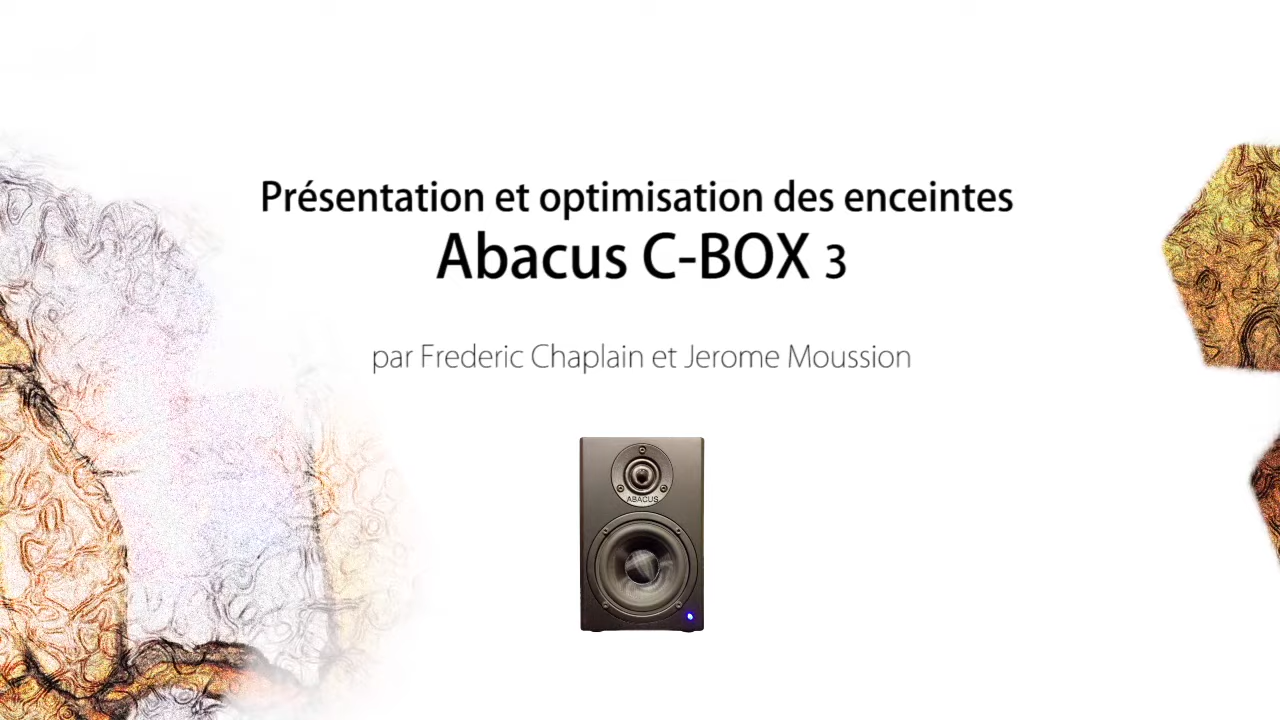 Présentation et optimisation des enceintes
Abacus C-BOX 3
par Frederic Chaplain et Jerome Moussion
ABACUS